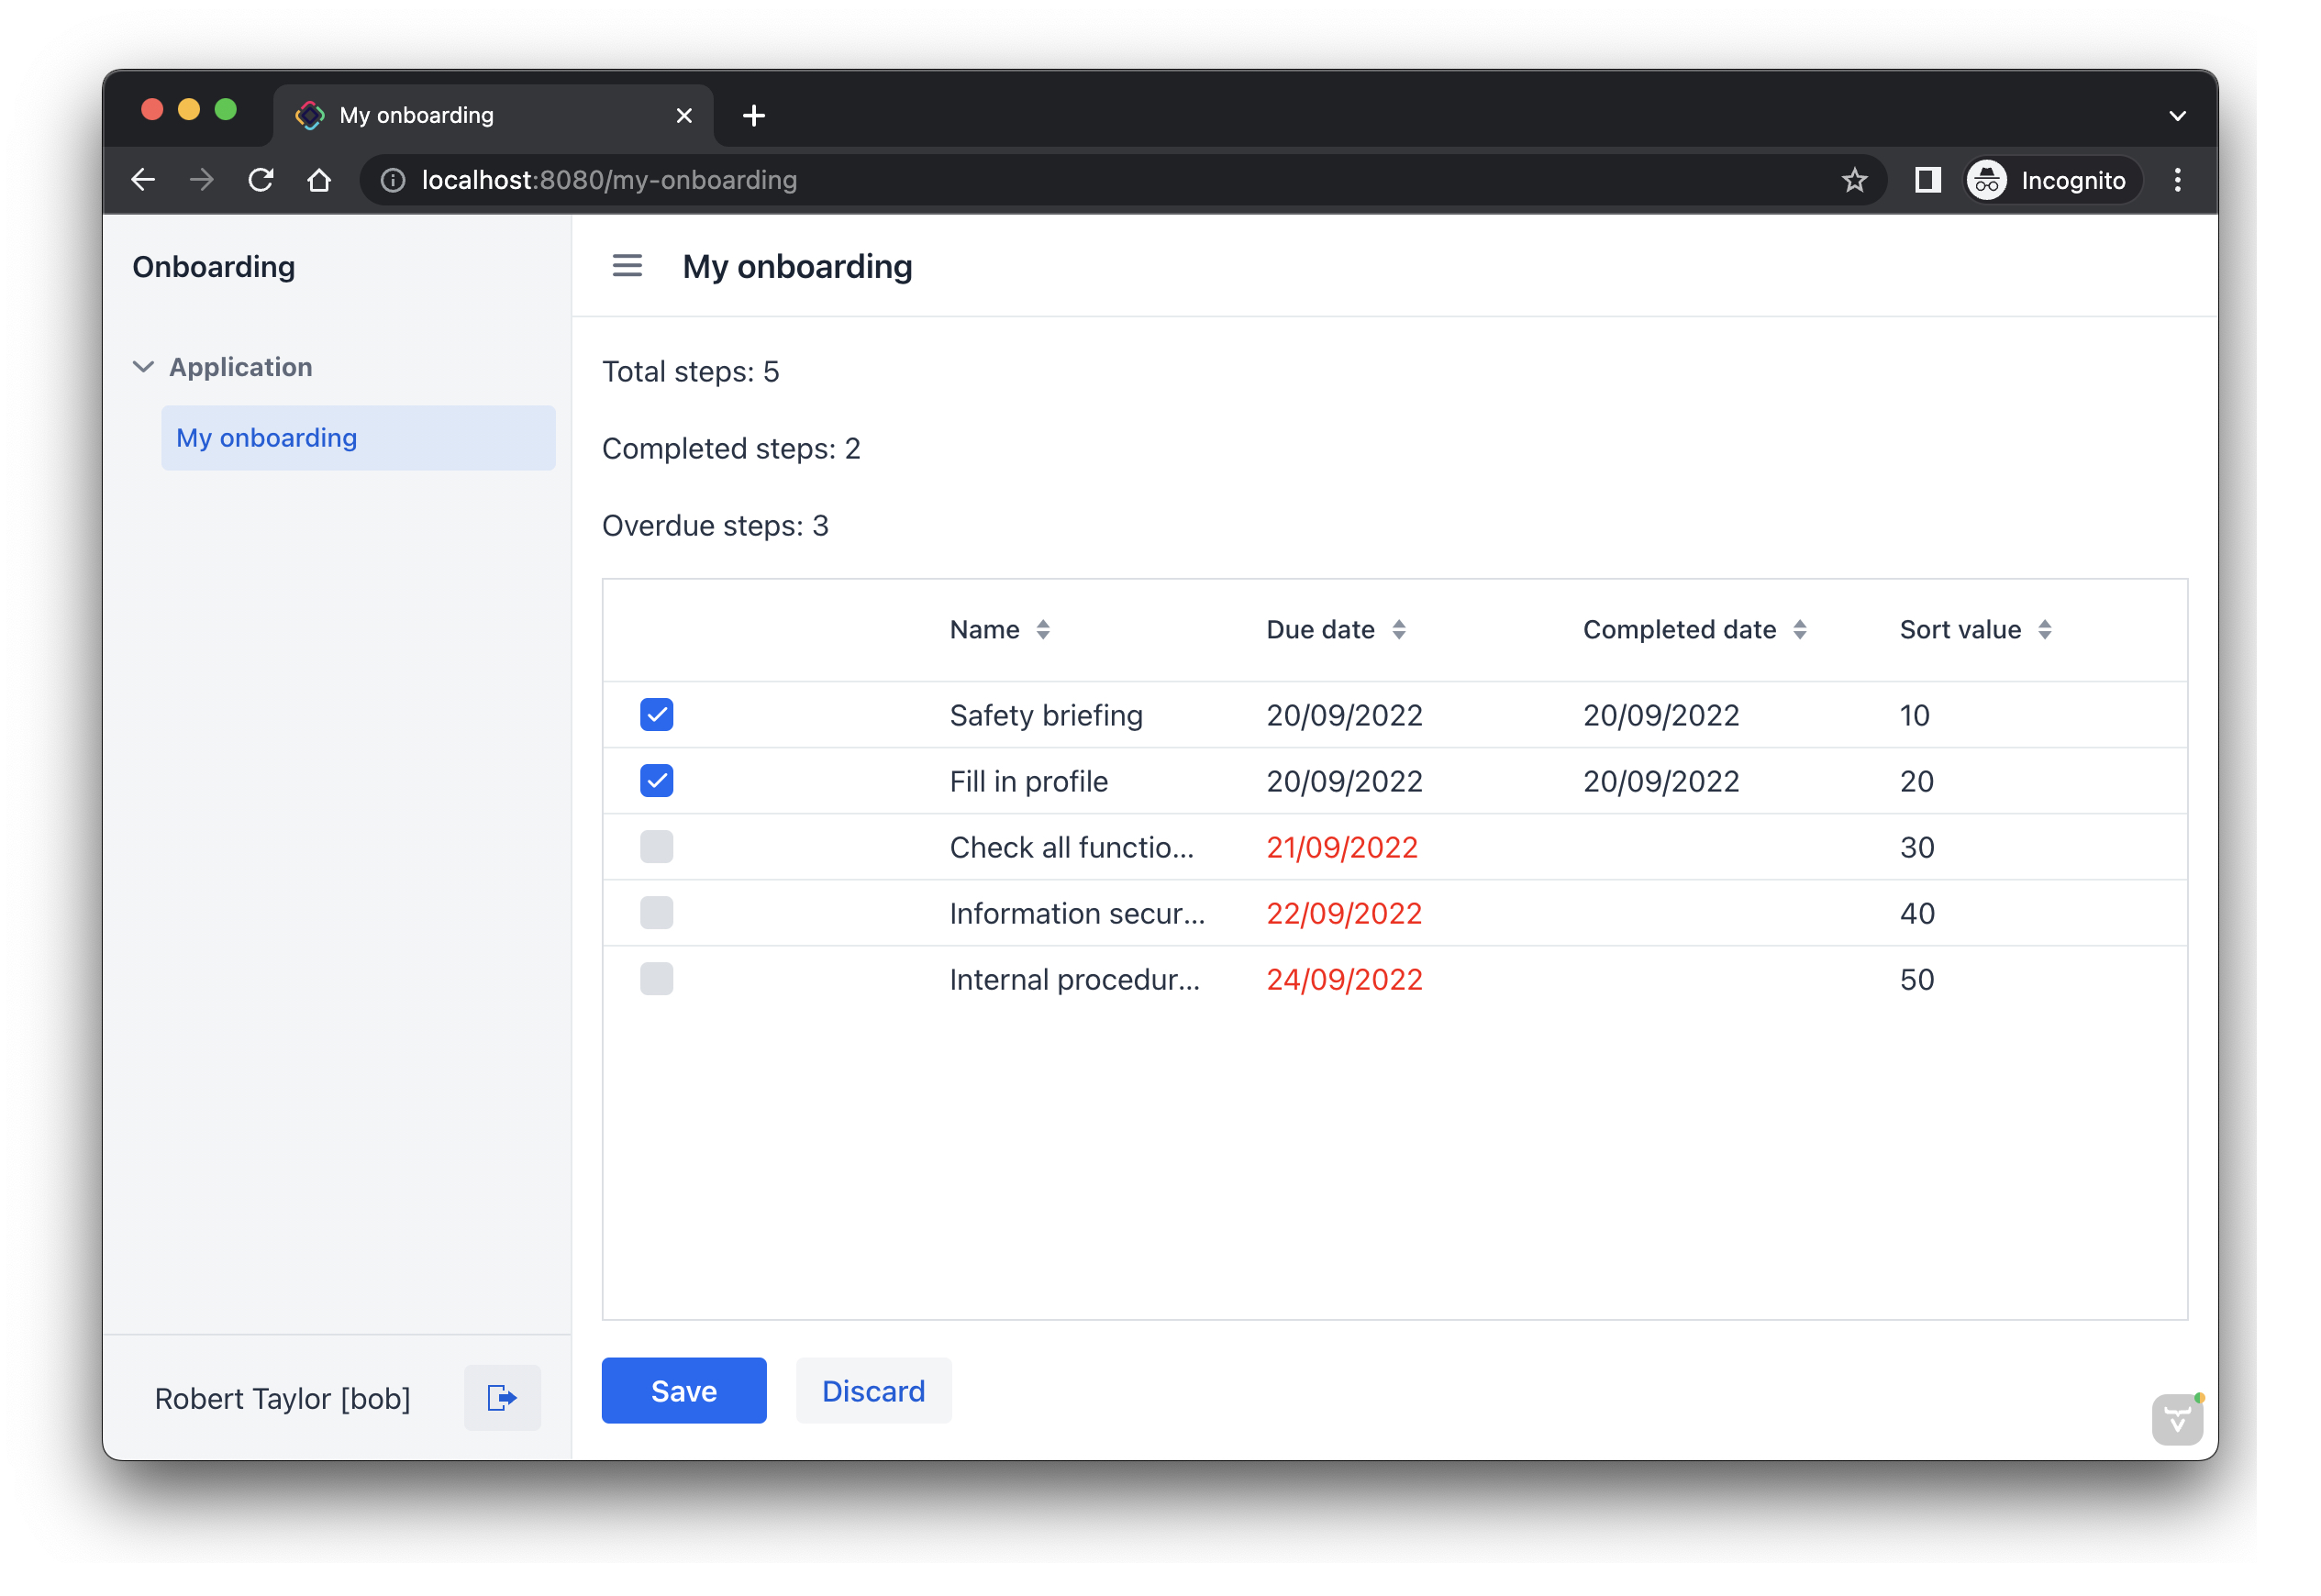 My onboarding
localhost:8080/my-onboarding
Incognito
Onboarding
Application
My onboarding
Robert Taylor [bob]
My onboarding
Total steps: 5
Completed steps: 2
Overdue steps: 3
Name Due date Completed date Sort value
Safety briefing 20/09/2022 20/09/2022 10
Fill in profile 20/09/2022 20/09/2022 20
Check all functio... 21/09/2022 30
Information secur... 22/09/2022 40
Internal procedur... 24/09/2022 50
Save Discard